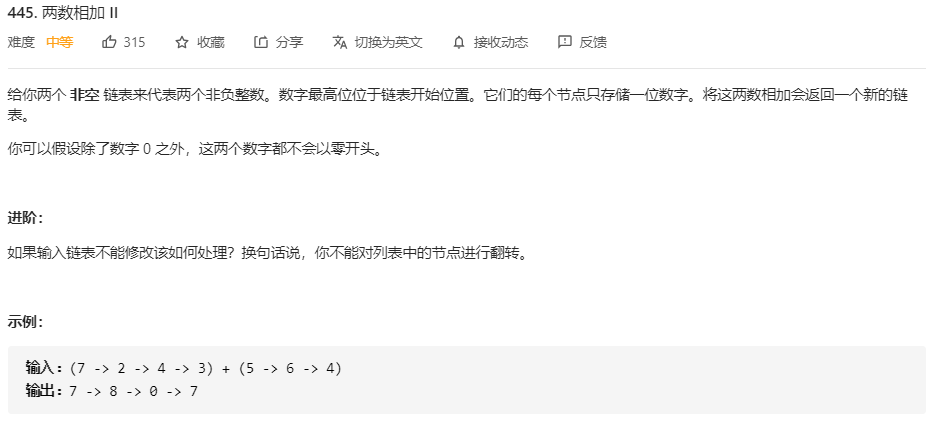 445. 两数相加 II
难度 中等 315 收藏 分享 切换为英文 接收动态 反馈
给你两个 非空 链表来代表两个非负整数。数字最高位位于链表开始位置。它们的每个节点只存储一位数字。将这两数相加会返回一个新的链
表。
你可以假设除了数字 0 之外，这两个数字都不会以零开头。
进阶：
如果输入链表不能修改该如何处理？换句话说，你不能对列表中的节点进行翻转。
示例：
输入：(7 -> 2 -> 4 -> 3) + (5 -> 6 -> 4)
输出：7 -> 8 -> 0 -> 7